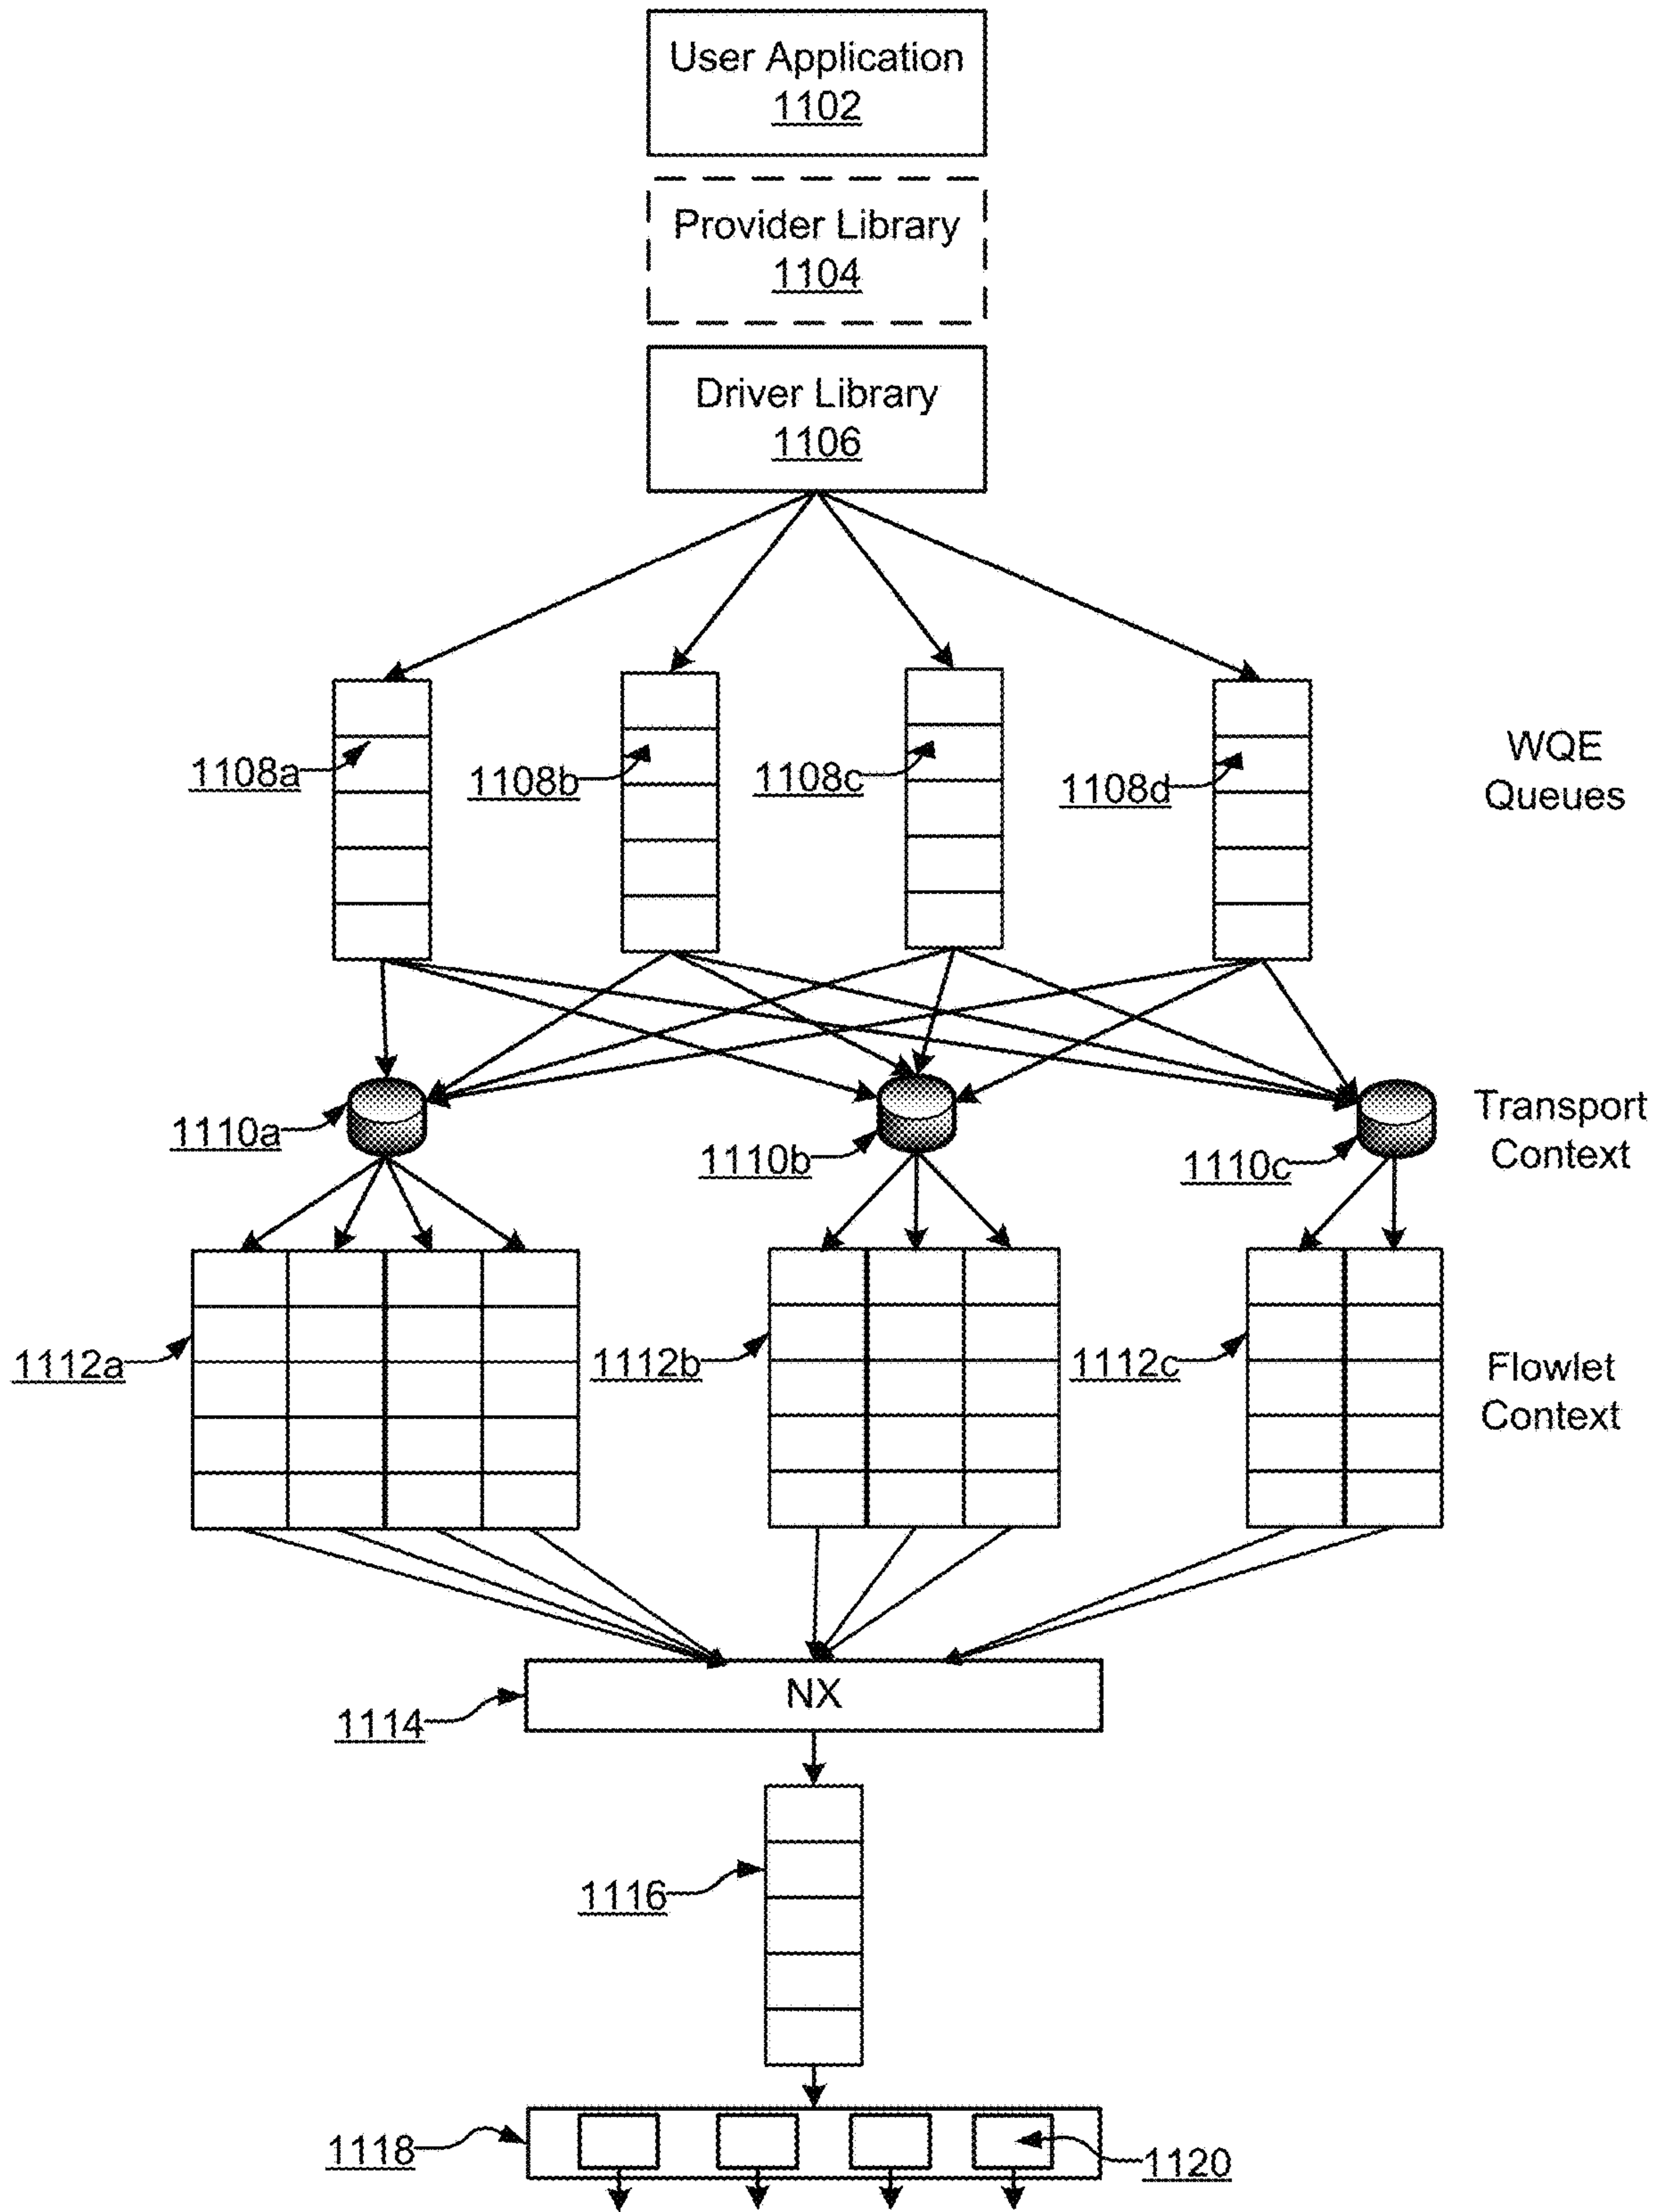 User Application
1102
Provider Library
1104
Driver Library
1106
1108a
1108b
1108c
1108d
WQE
Queues
1110a
1110b
1110c
Transport
Context
1112a
1112b
1112c
Flowlet
Context
NX
1114
1116
1118
1120